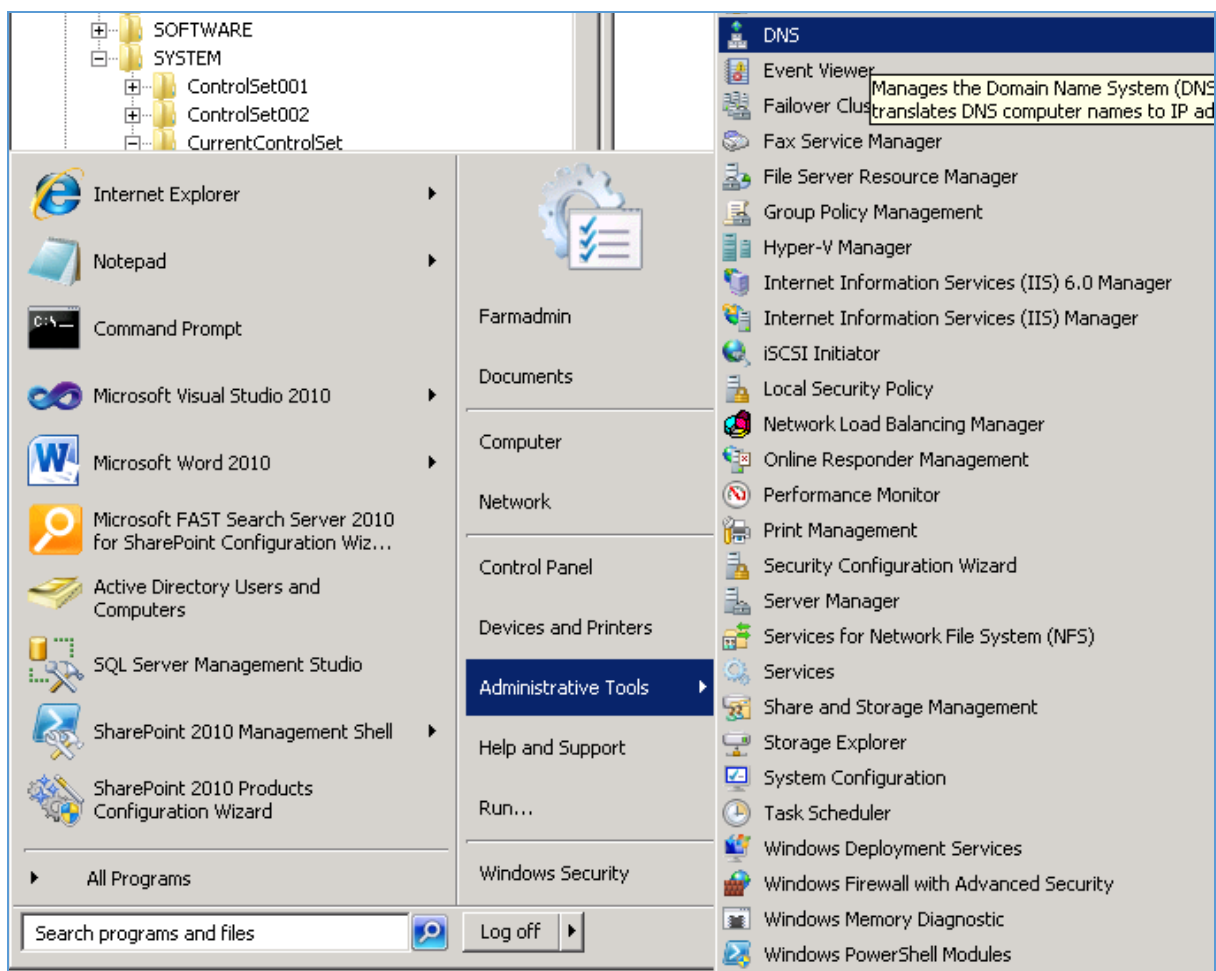 SOFTWARE
SYSTEM
ControlSet001
ControlSet002
CurrentControlSet
Internet Explorer
Notepad
C:\_
Command Prompt
Microsoft Visual Studio 2010
Microsoft Word 2010
Microsoft FAST Search Server 2010
for SharePoint Configuration Wiz...
Active Directory Users and
Computers
SQL Server Management Studio
SharePoint 2010 Management Shell
SharePoint 2010 Products
Configuration Wizard
All Programs
Search programs and files
Farmadmin
Documents
Computer
Network
Control Panel
Devices and Printers
Administrative Tools
Help and Support
Run...
Windows Security
Log off
DNS
Event Viewer
Manages the Domain Name System (DNS
Failover Clus
translates DNS computer names to IP ad
Fax Service Manager
File Server Resource Manager
Group Policy Management
Hyper-V Manager
Internet Information Services (IIS) 6.0 Manager
Internet Information Services (IIS) Manager
iSCSI Initiator
Local Security Policy
Network Load Balancing Manager
Online Responder Management
Performance Monitor
Print Management
Security Configuration Wizard
Server Manager
Services for Network File System (NFS)
Services
Share and Storage Management
Storage Explorer
System Configuration
Task Scheduler
Windows Deployment Services
Windows Firewall with Advanced Security
Windows Memory Diagnostic
Windows PowerShell Modules